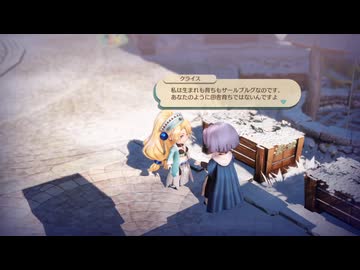 クライス
私は生まれも育ちもザールブルグなのです。
あなたのように田舎育ちではないんですよ